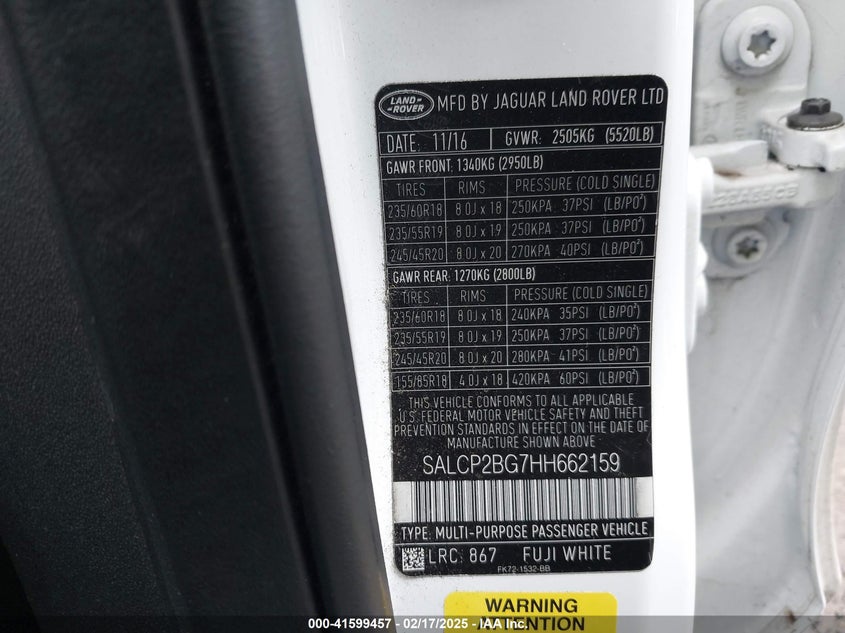 LAND ROVER MFD BY JAGUAR LAND ROVER LTD
DATE: 11/16 GVWR: 2505KG (5520LB)
GAWR FRONT: 1340KG (2950LB)
TIRES RIMS PRESSURE (COLD SINGLE)
235/60R18 8.0J x 18 250KPA 37PSI (LB/PO²)
235/55R19 8.0J x 19 250KPA 37PSI (LB/PO²)
245/45R20 8.0J x 20 270KPA 40PSI (LB/PO²)
GAWR REAR: 1270KG (2800LB)
TIRES RIMS PRESSURE (COLD SINGLE)
235/60R18 8.0J x 18 240KPA 35PSI (LB/PO²)
235/55R19 8.0J x 19 250KPA 37PSI (LB/PO²)
245/45R20 8.0J x 20 280KPA 41PSI (LB/PO²)
155/85R18 4.0J x 18 420KPA 60PSI (LB/PO²)
THIS VEHICLE CONFORMS TO ALL APPLICABLE
U.S. FEDERAL MOTOR VEHICLE SAFETY AND THEFT
PREVENTION STANDARDS IN EFFECT ON THE DATE OF
MANUFACTURE SHOWN ABOVE
SALCP2BG7HH662159
TYPE: MULTI-PURPOSE PASSENGER VEHICLE
LRC: 867 FUJI WHITE
FK72-1532-BB
WARNING
ATTENTION
000-41599457 - 02/17/2025 - IAA Inc.